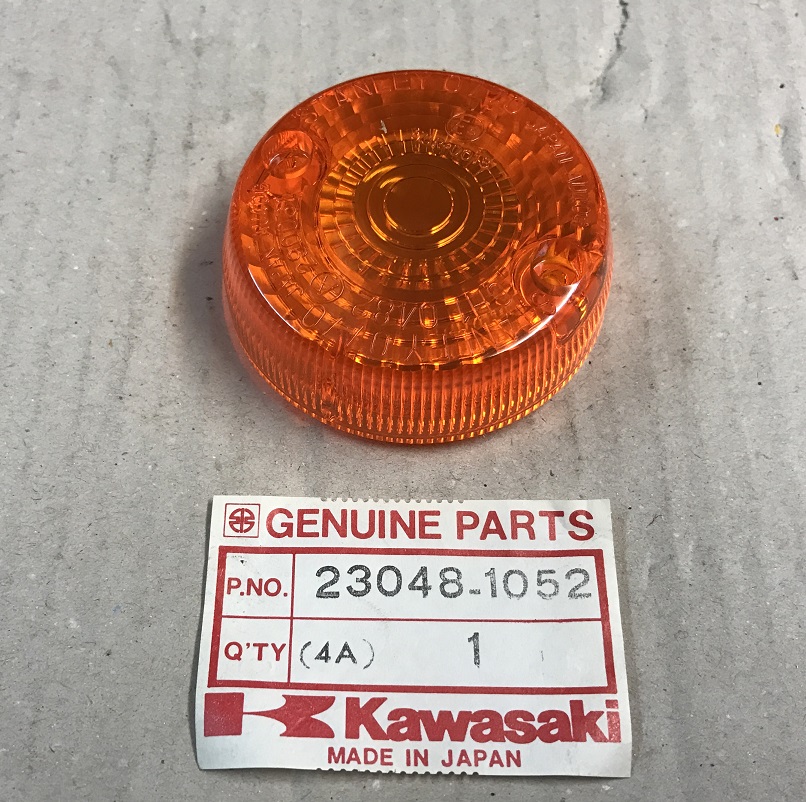 STANLEY
GENUINE PARTS
P.NO. 23048-1052
Q'TY (4A) 1
Kawasaki
MADE IN JAPAN